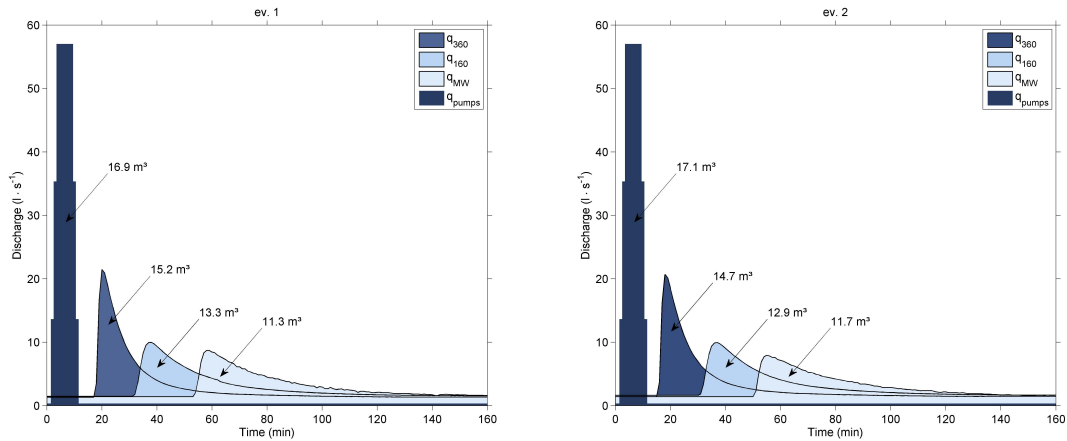 ev. 1
60
50
40
30
20
10
0
Discharge (l · s⁻¹)
0 20 40 60 80 100 120 140 160
Time (min)
q360
q160
qMW
qpumps
16.9 m³
15.2 m³
13.3 m³
11.3 m³
ev. 2
60
50
40
30
20
10
0
Discharge (l · s⁻¹)
0 20 40 60 80 100 120 140 160
Time (min)
q360
q160
qMW
qpumps
17.1 m³
14.7 m³
12.9 m³
11.7 m³